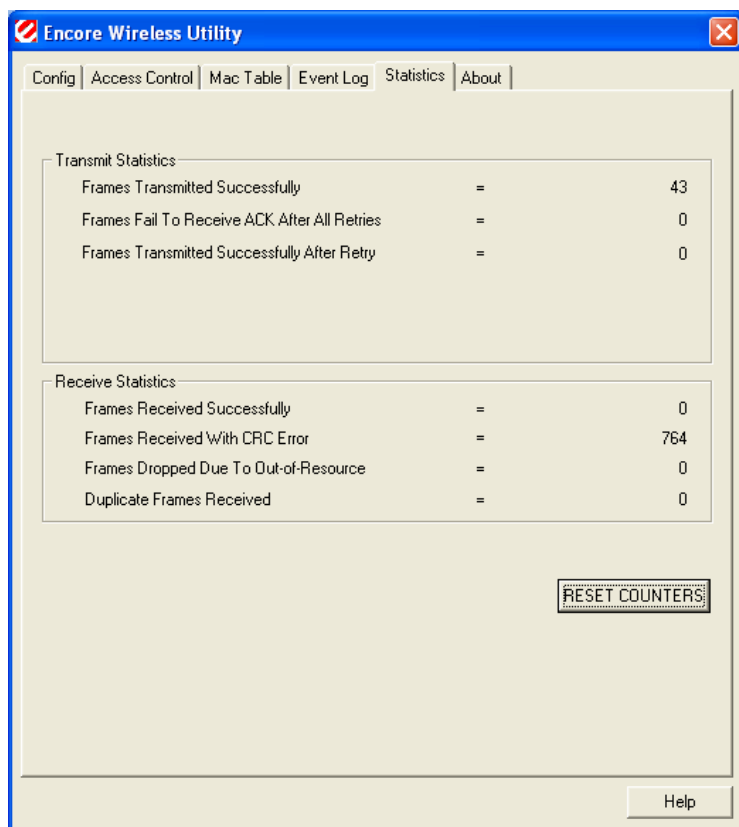 Encore Wireless Utility
Config Access Control Mac Table Event Log Statistics About
Transmit Statistics
Frames Transmitted Successfully = 43
Frames Fail To Receive ACK After All Retries = 0
Frames Transmitted Successfully After Retry = 0
Receive Statistics
Frames Received Successfully = 0
Frames Received With CRC Error = 764
Frames Dropped Due To Out-of-Resource = 0
Duplicate Frames Received = 0
RESET COUNTERS
Help